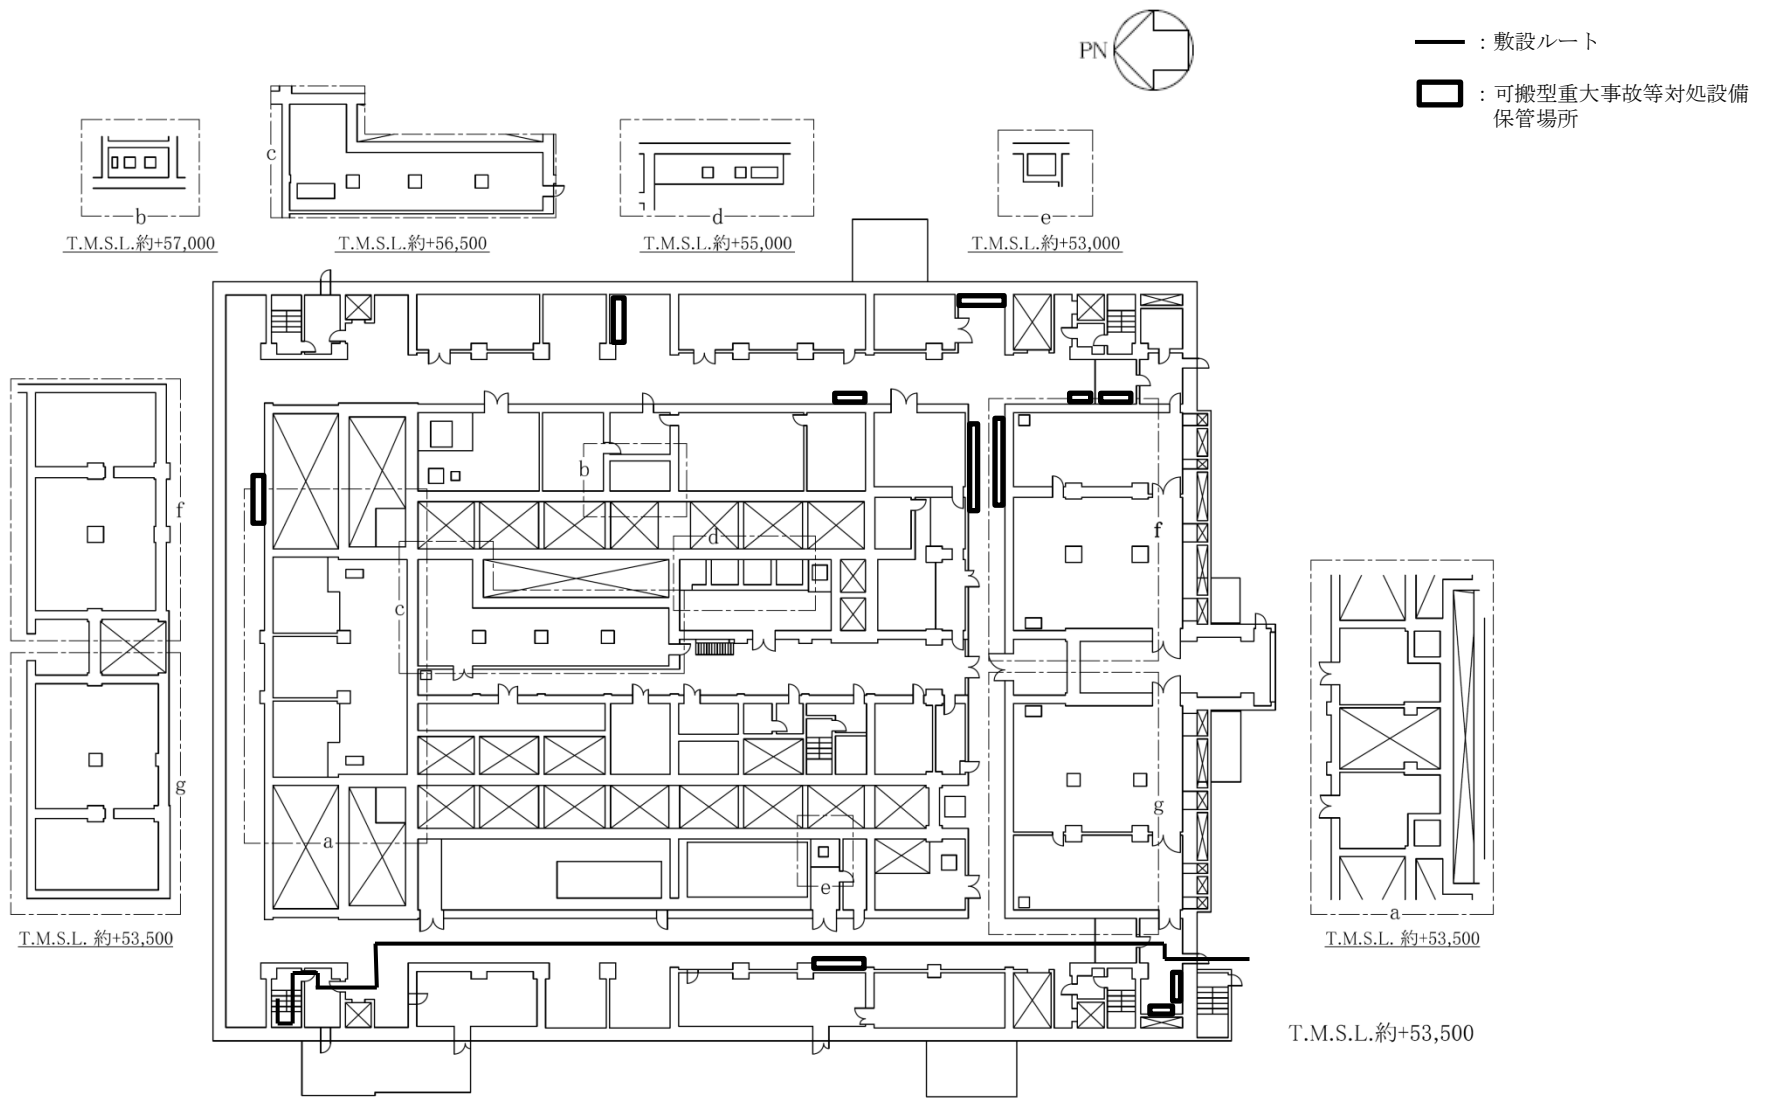 PN
：敷設ルート
：可搬型重大事故等対処設備
保管場所
b
T.M.S.L.約+57,000
c
T.M.S.L.約+56,500
d
T.M.S.L.約+55,000
e
T.M.S.L.約+53,000
f
g
T.M.S.L. 約+53,500
b
d
c
a
e
f
g
a
T.M.S.L. 約+53,500
T.M.S.L.約+53,500